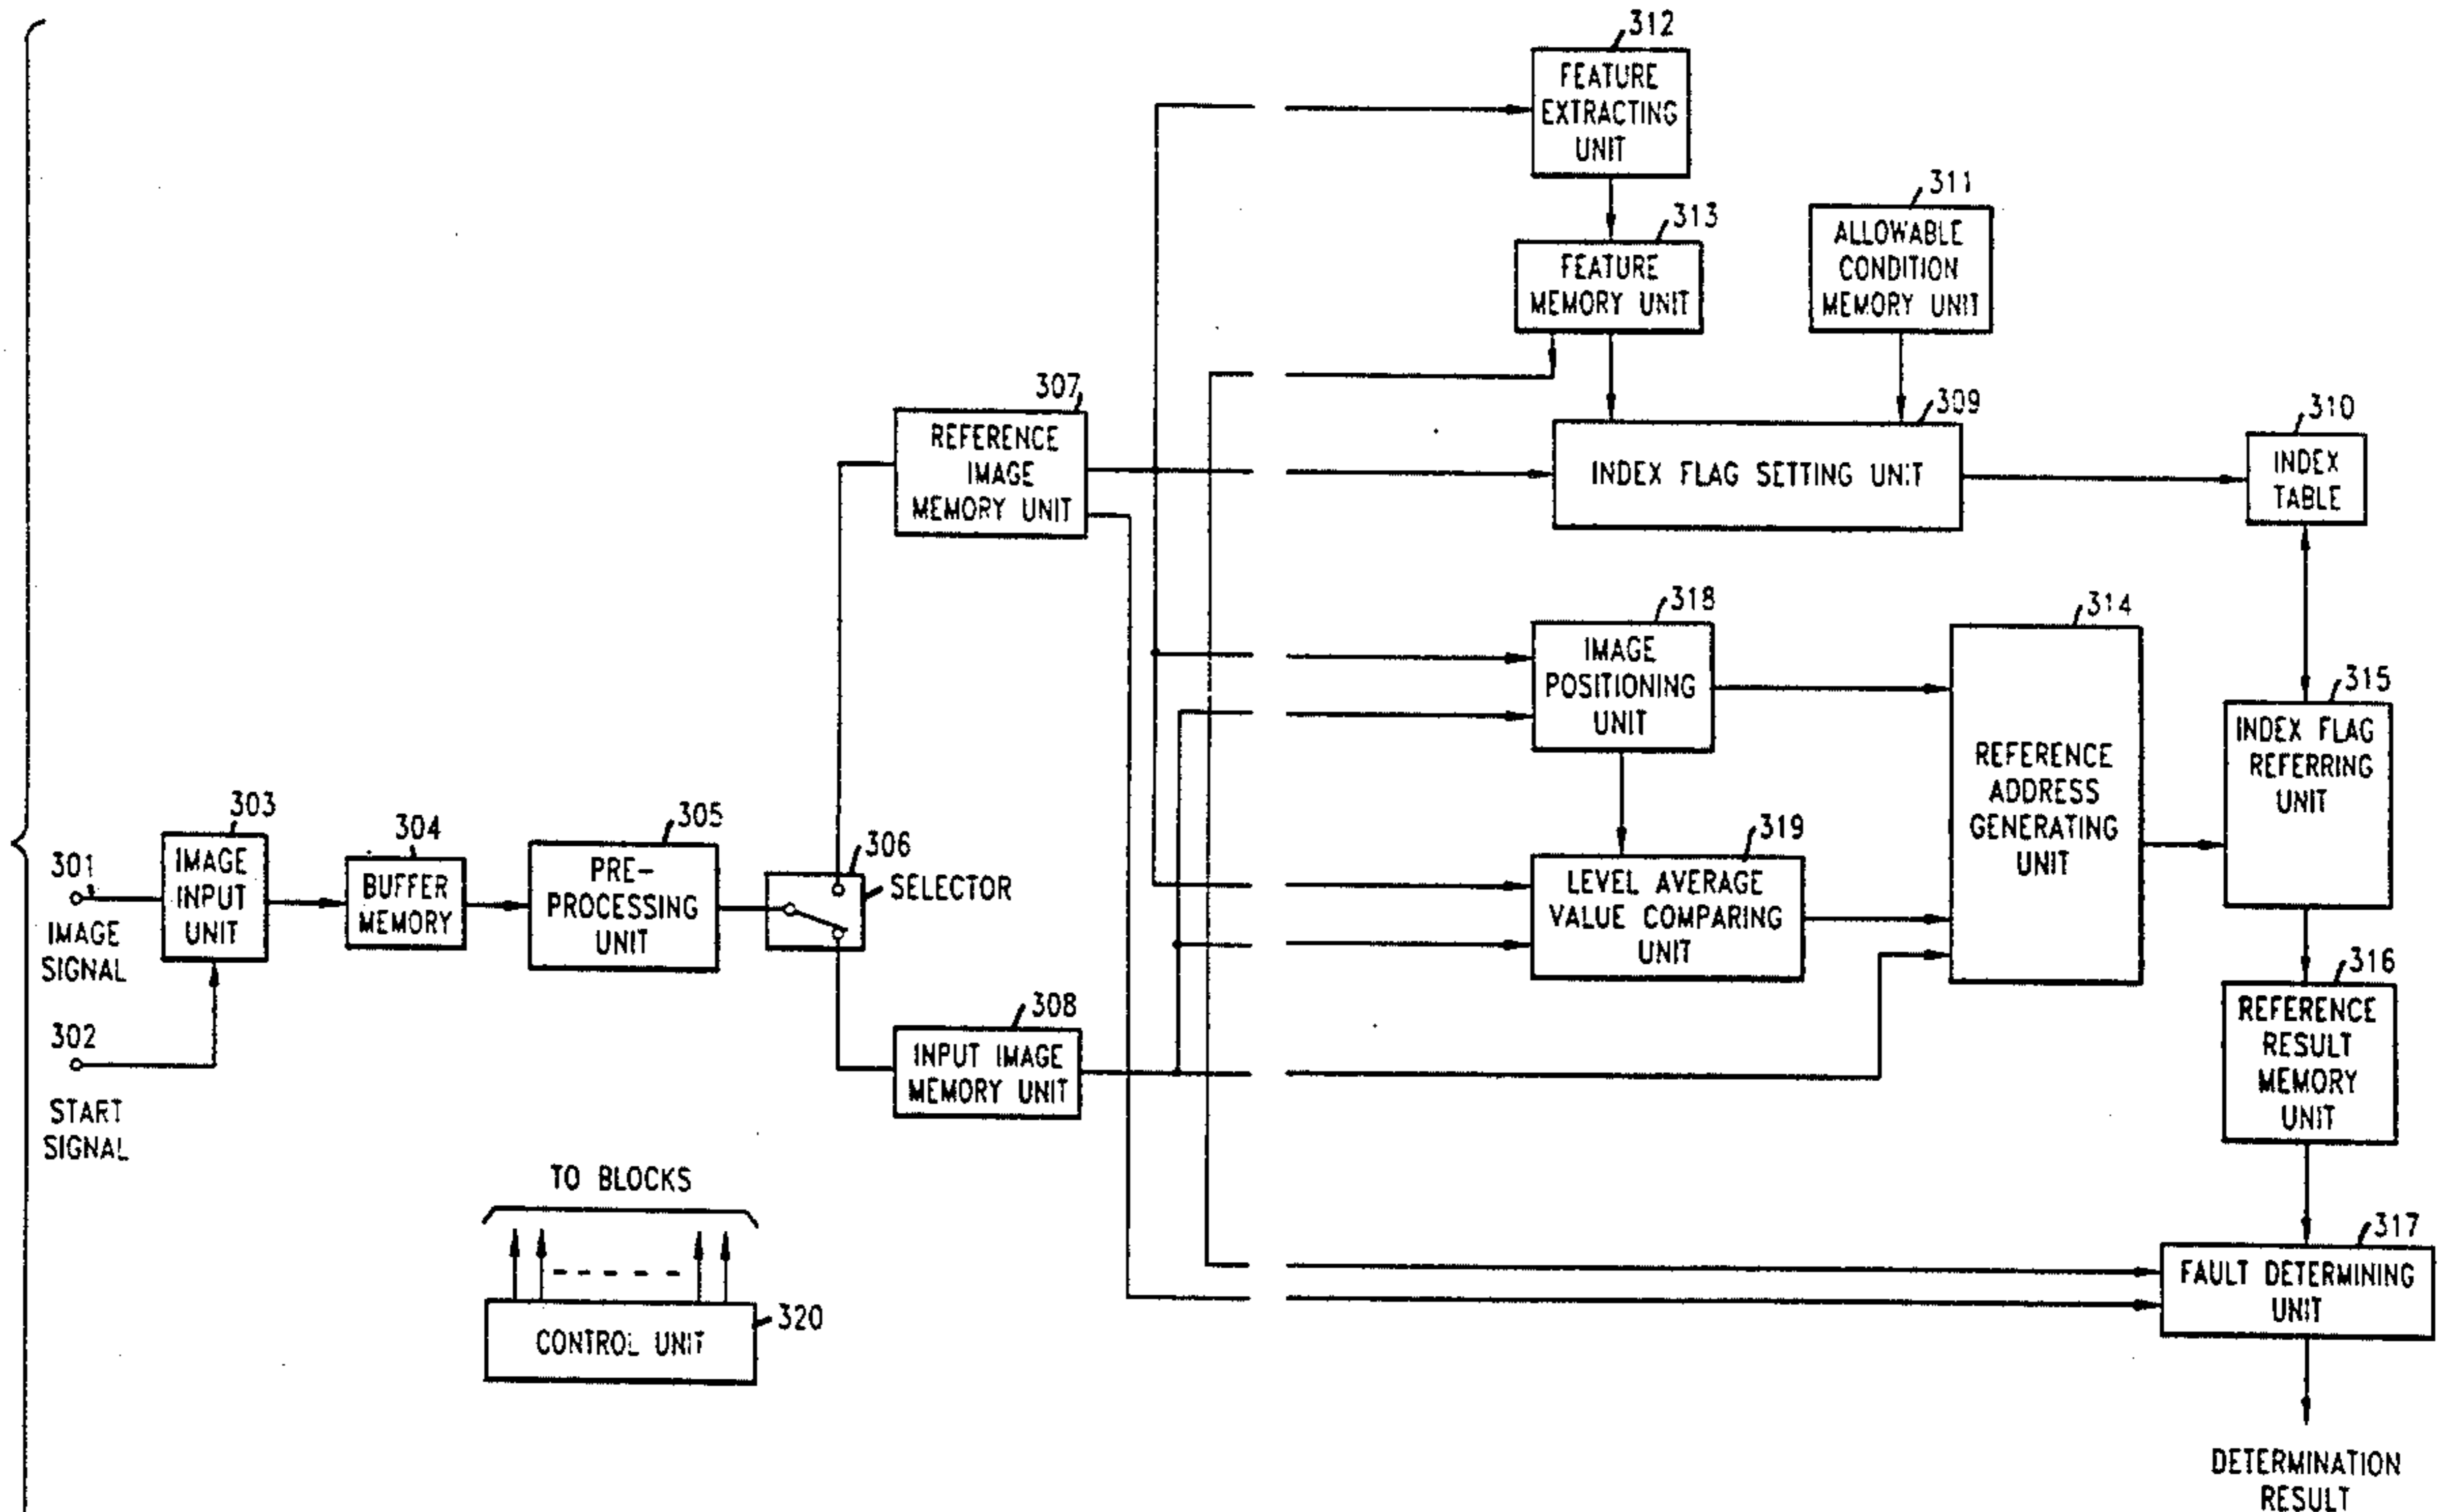 312
FEATURE
EXTRACTING
UNIT
313
FEATURE
MEMORY UNIT
311
ALLOWABLE
CONDITION
MEMORY UNIT
307
REFERENCE
IMAGE
MEMORY UNIT
309
INDEX FLAG SETTING UNIT
310
INDEX
TABLE
318
IMAGE
POSITIONING
UNIT
314
REFERENCE
ADDRESS
GENERATING
UNIT
315
INDEX FLAG
REFERRING
UNIT
301
IMAGE
SIGNAL
303
IMAGE
INPUT
UNIT
304
BUFFER
MEMORY
305
PRE-
PROCESSING
UNIT
306
SELECTOR
319
LEVEL AVERAGE
VALUE COMPARING
UNIT
302
START
SIGNAL
308
INPUT IMAGE
MEMORY UNIT
316
REFERENCE
RESULT
MEMORY
UNIT
TO BLOCKS
320
CONTROL UNIT
317
FAULT DETERMINING
UNIT
DETERMINATION
RESULT